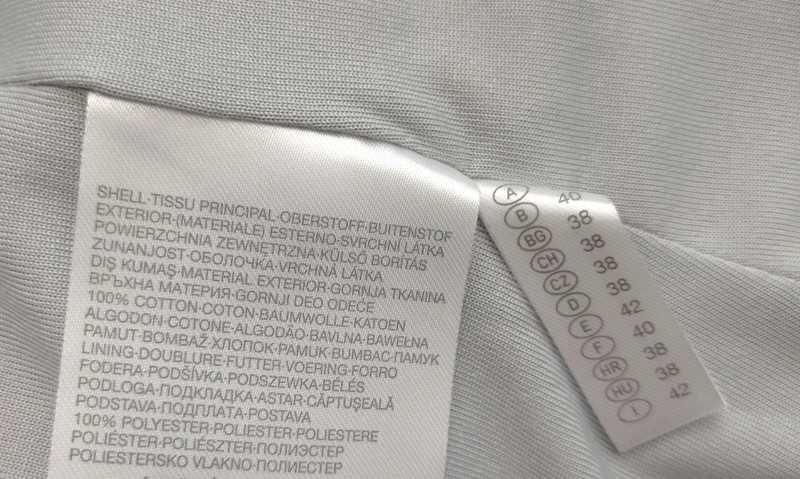 SHELL·TISSU PRINCIPAL·OBERSTOFF·BUITENSTOF
EXTERIOR·(MATERIALE) ESTERNO·SVRCHNÍ LÁTKA
POWIERZCHNIA ZEWNĘTRZNA·KÜLSŐ BORÍTÁS
ZUNANJOST·ОБОЛОЧКА·VRCHNÁ LÁTKA
DIŞ KUMAŞ·MATERIAL EXTERIOR·GORNJA TKANINA
ВРЪХНА МАТЕРИЯ·GORNJI DEO ODEĆE
100% COTTON·COTON·BAUMWOLLE·KATOEN
ALGODON·COTONE·ALGODÃO·BAVLNA·BAWEŁNA
PAMUT·BOMBAŽ·ХЛОПОК·PAMUK·BUMBAC·ПАМУК
LINING·DOUBLURE·FUTTER·VOERING·FORRO
FODERA·PODŠÍVKA·PODSZEWKA·BÉLÉS
PODLOGA·ПОДКЛАДКА·ASTAR·CĂPTUŞEALĂ
PODSTAVA·ПОДПЛАТА·POSTAVA
100% POLYESTER·POLIESTER·POLIESTERE
POLIÉSTER·POLIÉSZTER·ПОЛИЭСТЕР
POLIESTERSKO VLAKNO·ПОЛИЕСТЕР
A
B 40
BG 38
CH 38
CZ 38
D 38
E 42
F 40
HR 38
HU 38
I 42